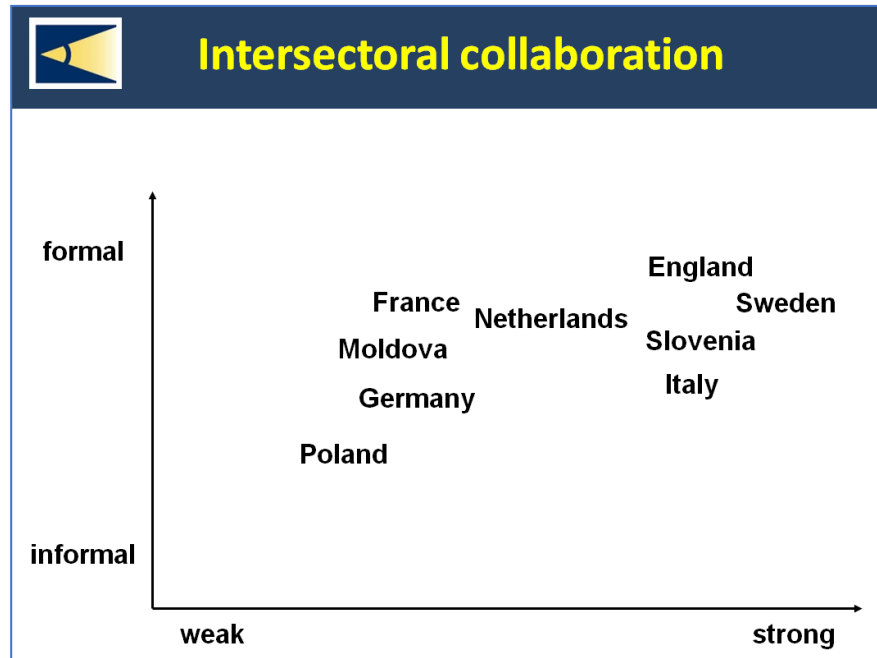 Intersectoral collaboration
formal
England
France
Sweden
Netherlands
Slovenia
Moldova
Italy
Germany
Poland
informal
weak
strong